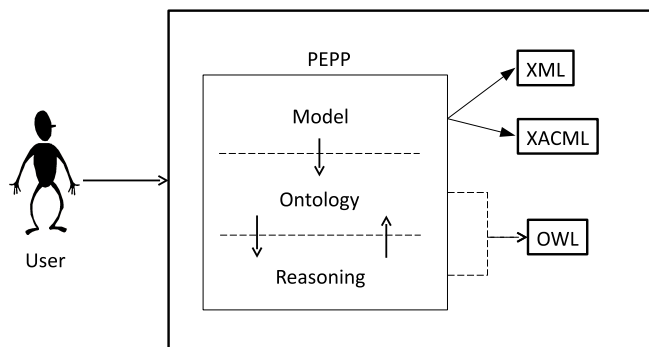 PEPP
XML
Model
XACML
Ontology
OWL
User
Reasoning